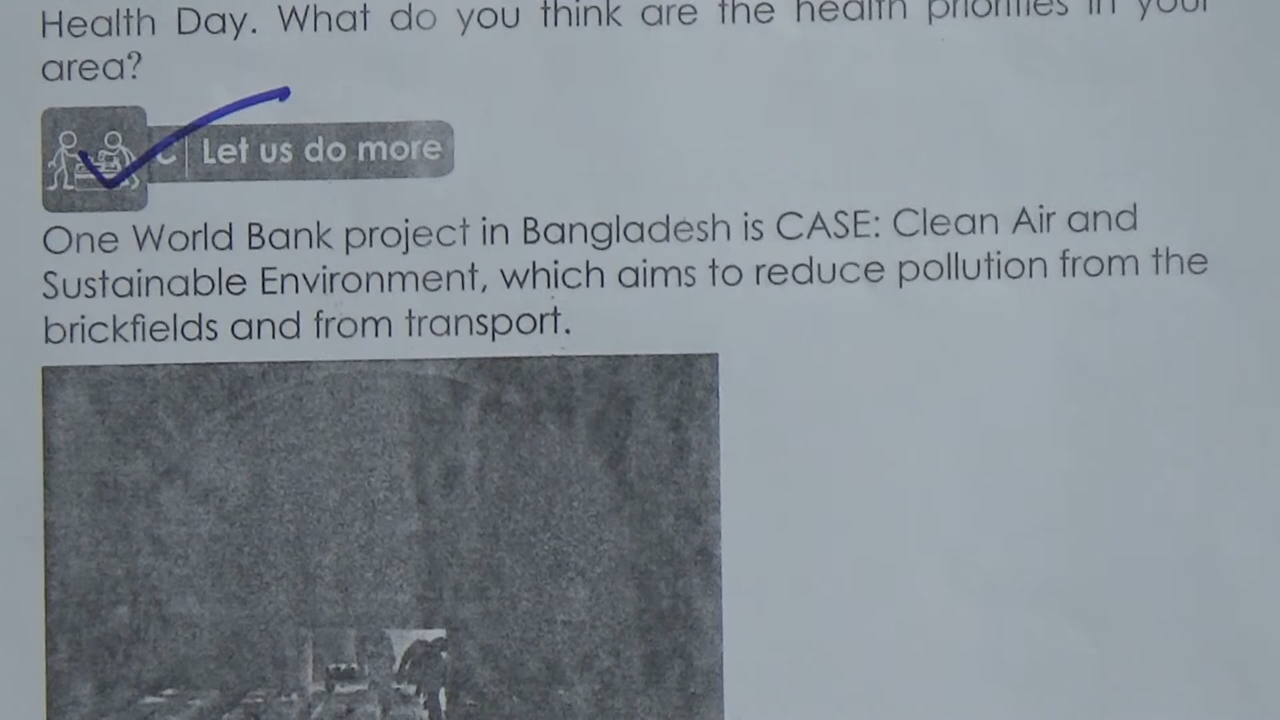 Health Day. What do you think are the health priorities in your
area?
C | Let us do more
One World Bank project in Bangladesh is CASE: Clean Air and
Sustainable Environment, which aims to reduce pollution from the
brickfields and from transport.